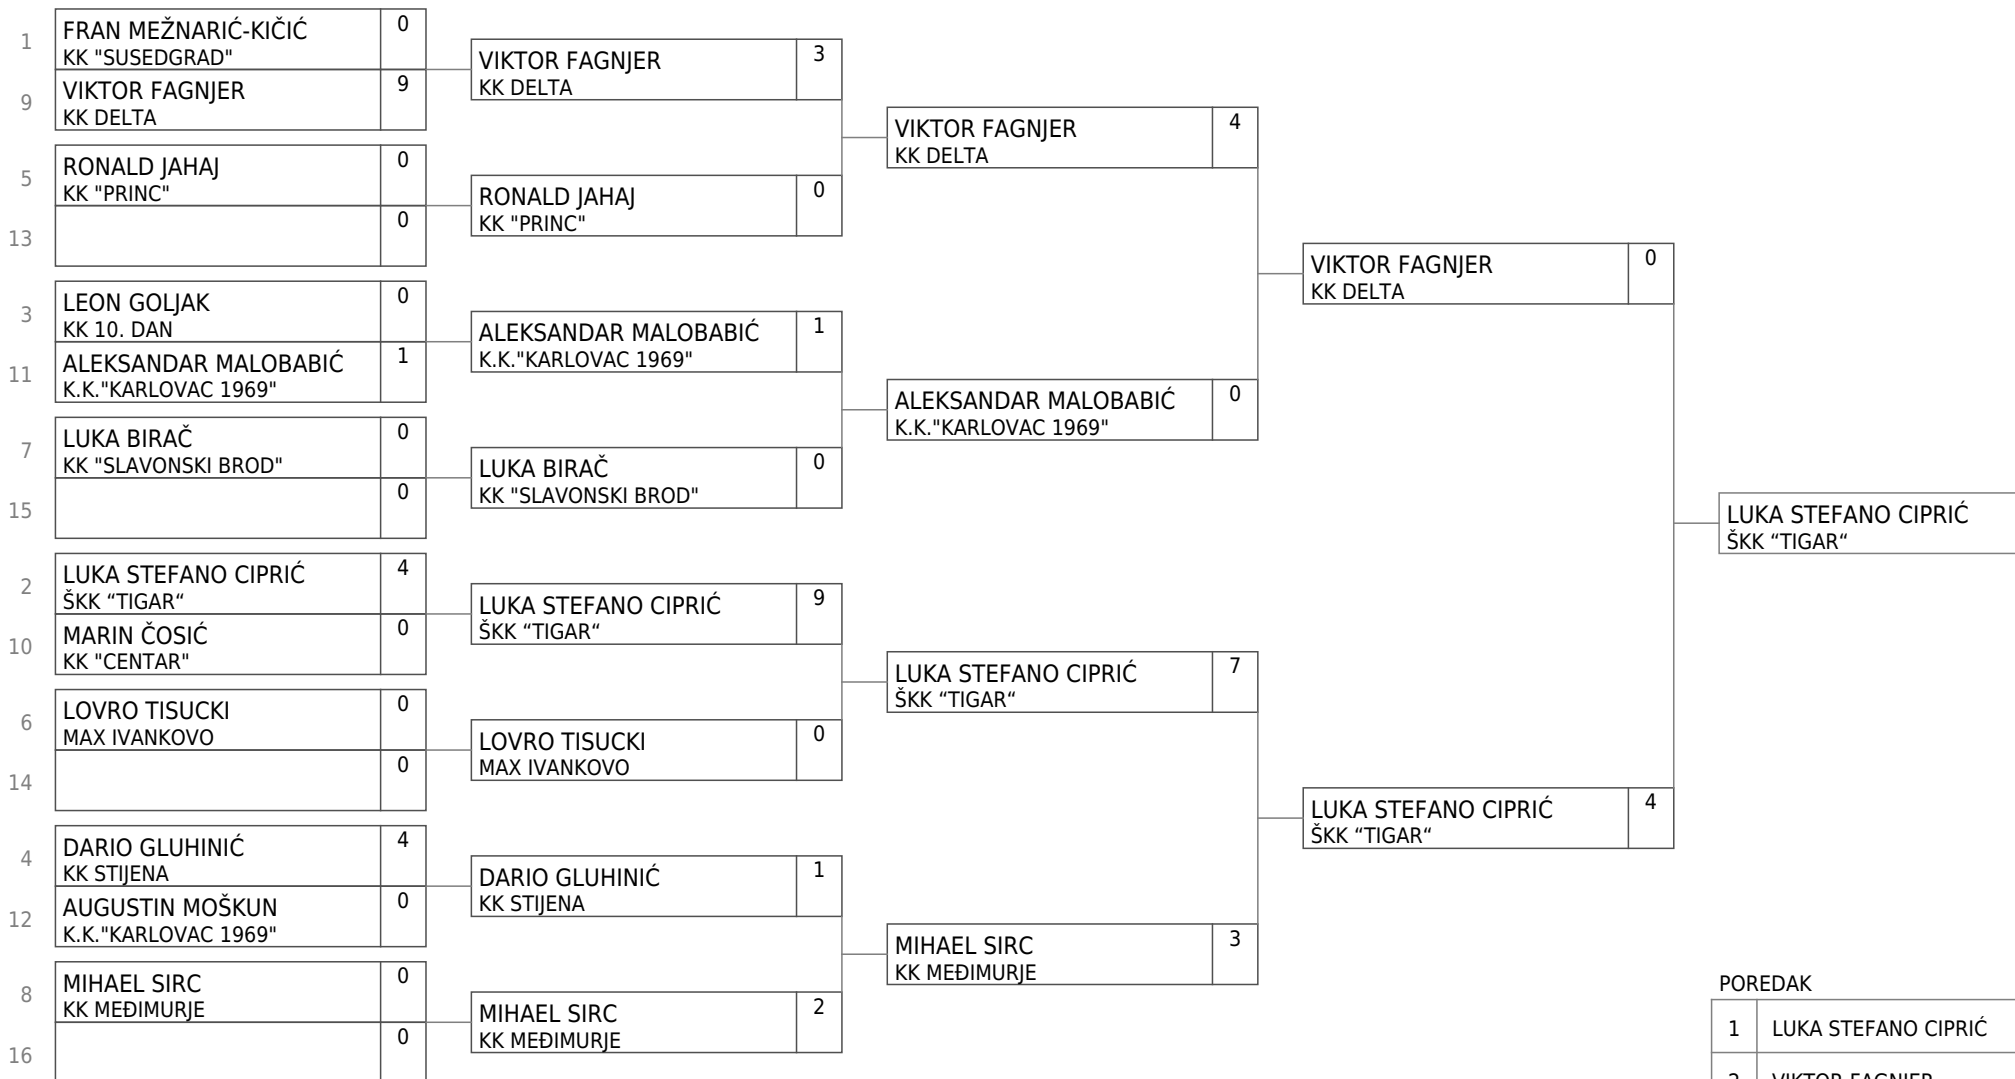 1
FRAN MEŽNARIĆ-KIČIĆ
0
KK "SUSEDGRAD"
9
VIKTOR FAGNJER
9
KK DELTA
5
RONALD JAHAJ
0
KK "PRINC"
13
0
3
LEON GOLJAK
0
KK 10. DAN
11
ALEKSANDAR MALOBABIĆ
1
K.K."KARLOVAC 1969"
7
LUKA BIRAČ
0
KK "SLAVONSKI BROD"
15
0
2
LUKA STEFANO CIPRIĆ
4
ŠKK “TIGAR“
10
MARIN ČOSIĆ
0
KK "CENTAR"
6
LOVRO TISUCKI
0
MAX IVANKOVO
14
0
4
DARIO GLUHINIĆ
4
KK STIJENA
12
AUGUSTIN MOŠKUN
0
K.K."KARLOVAC 1969"
8
MIHAEL SIRC
0
KK MEĐIMURJE
16
0
VIKTOR FAGNJER
3
KK DELTA
RONALD JAHAJ
0
KK "PRINC"
ALEKSANDAR MALOBABIĆ
1
K.K."KARLOVAC 1969"
LUKA BIRAČ
0
KK "SLAVONSKI BROD"
LUKA STEFANO CIPRIĆ
9
ŠKK “TIGAR“
LOVRO TISUCKI
0
MAX IVANKOVO
DARIO GLUHINIĆ
1
KK STIJENA
MIHAEL SIRC
2
KK MEĐIMURJE
VIKTOR FAGNJER
4
KK DELTA
ALEKSANDAR MALOBABIĆ
0
K.K."KARLOVAC 1969"
LUKA STEFANO CIPRIĆ
7
ŠKK “TIGAR“
MIHAEL SIRC
3
KK MEĐIMURJE
VIKTOR FAGNJER
0
KK DELTA
LUKA STEFANO CIPRIĆ
4
ŠKK “TIGAR“
LUKA STEFANO CIPRIĆ
ŠKK “TIGAR“
POREDAK
1 LUKA STEFANO CIPRIĆ
2 VIKTOR FAGNJER